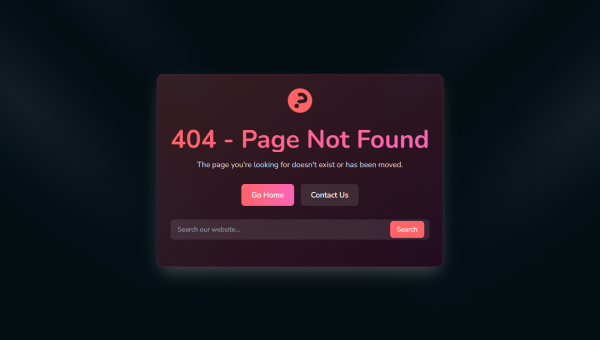 ?
404 - Page Not Found
The page you're looking for doesn't exist or has been moved.
Go Home
Contact Us
Search our website...
Search